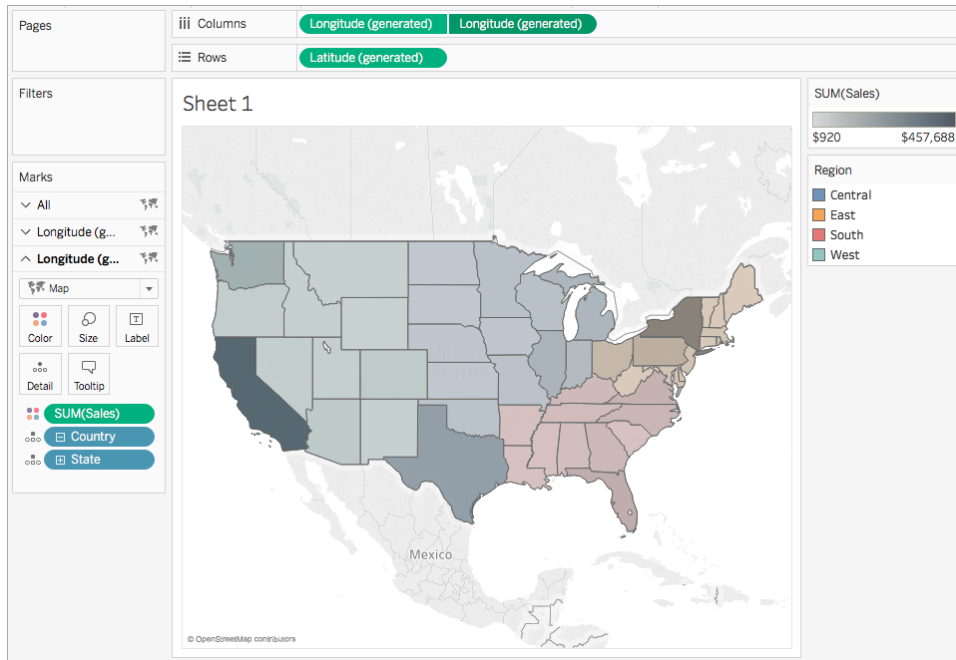 Pages
Columns
Longitude (generated) Longitude (generated)
Rows
Latitude (generated)
Filters
Marks
All
Longitude (g...
Longitude (g...
Map
Color Size Label
Detail Tooltip
SUM(Sales)
Country
State
Sheet 1
Mexico
© OpenStreetMap contributors
SUM(Sales)
$920 $457,688
Region
Central
East
South
West